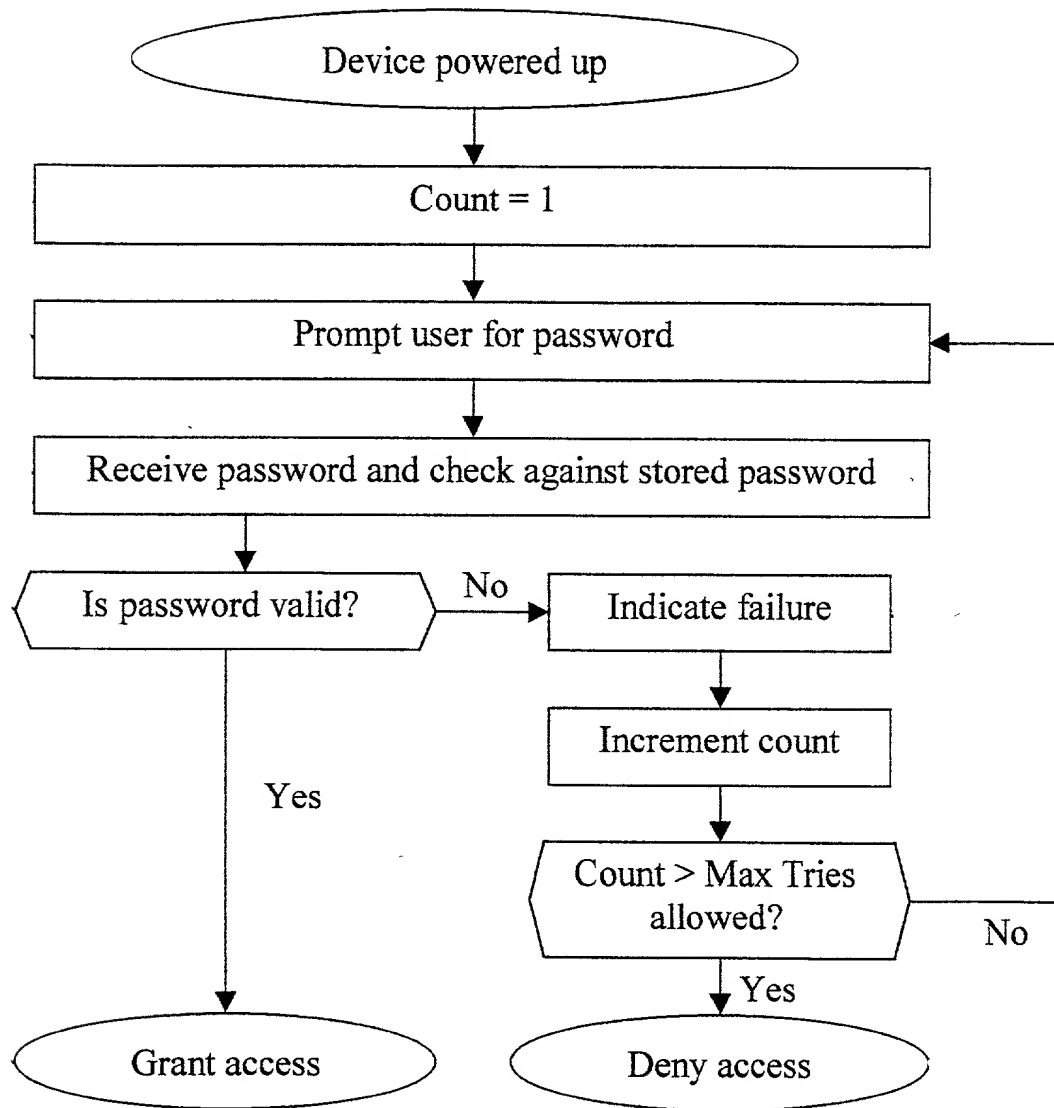 Device powered up
Count = 1
Prompt user for password
Receive password and check against stored password
Is password valid?
No
Indicate failure
Increment count
Yes
Count > Max Tries
allowed?
No
Yes
Grant access
Deny access